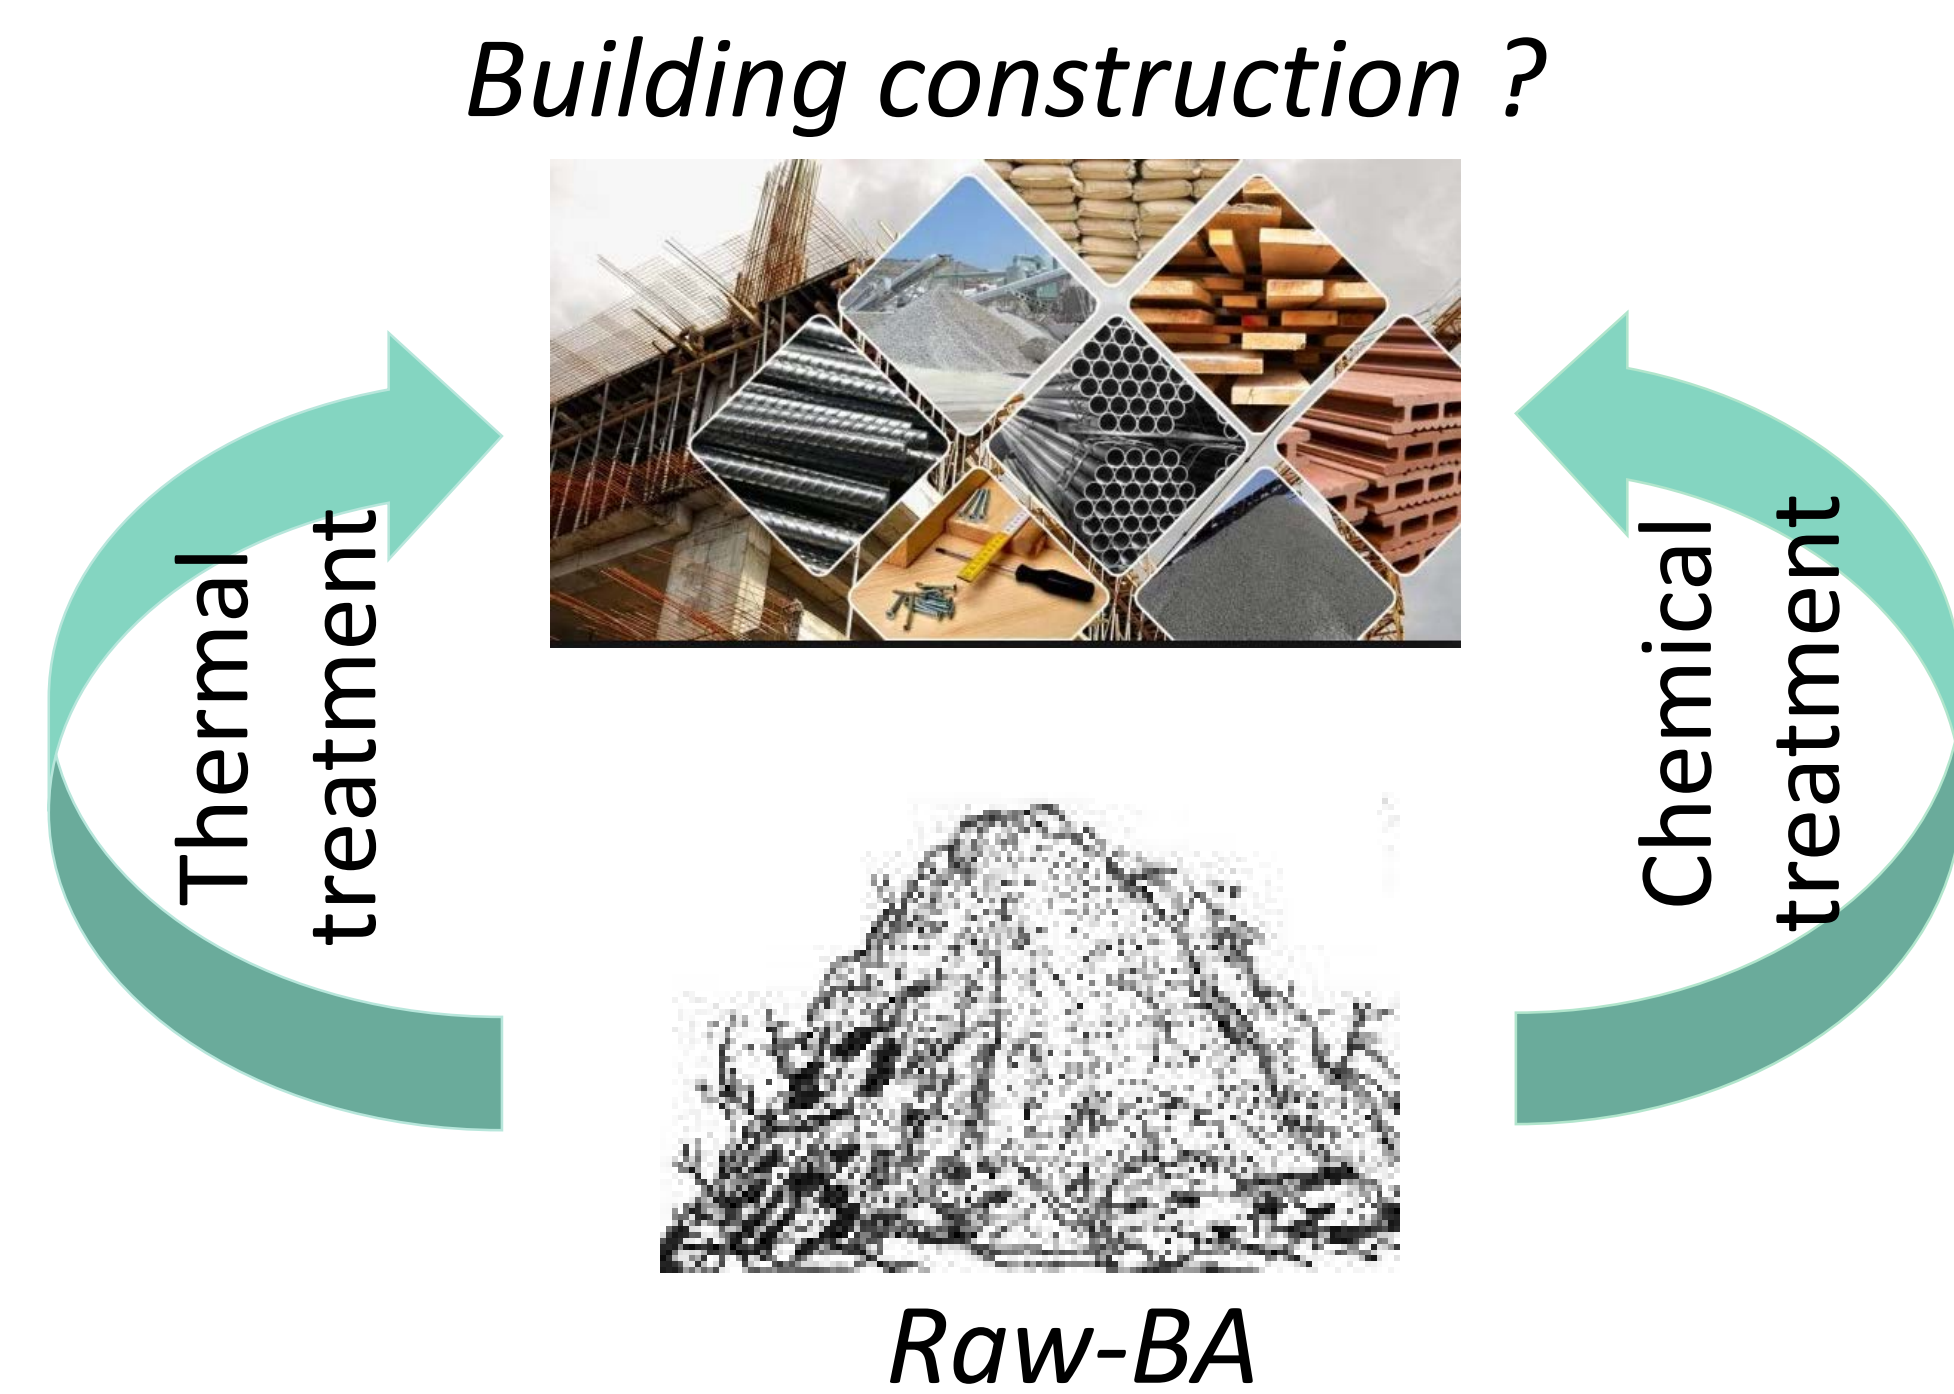 Building construction ?
Thermal
treatment
Chemical
treatment
Raw-BA